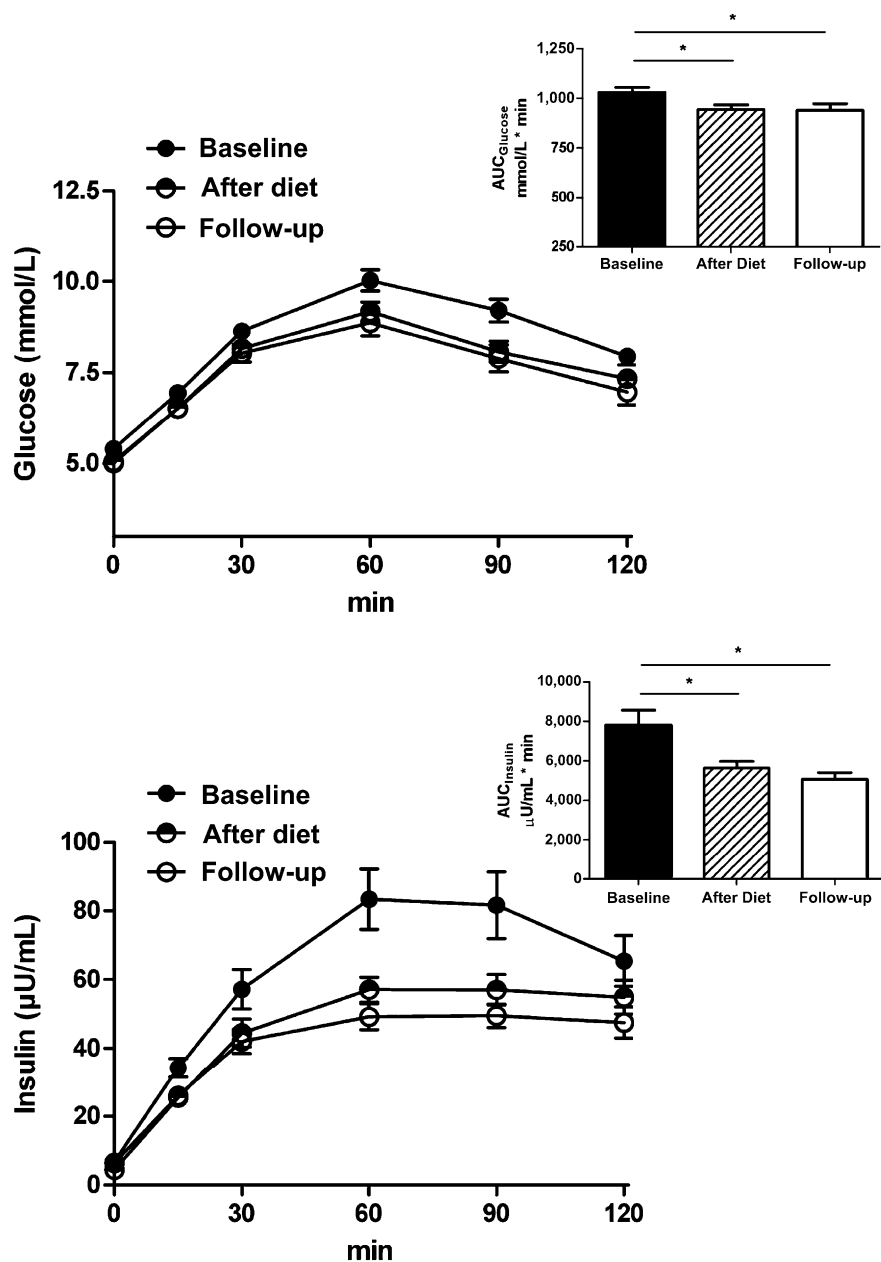 *
*
1,250
1,000
750
500
250
AUCGlucose
mmol/L * min
Baseline
After Diet
Follow-up
Baseline
After diet
Follow-up
12.5
10.0
7.5
5.0
Glucose (mmol/L)
0 30 60 90 120
min
*
*
10,000
8,000
6,000
4,000
2,000
0
AUCInsulin
μU/mL * min
Baseline
After Diet
Follow-up
Baseline
After diet
Follow-up
100
80
60
40
20
0
Insulin (μU/mL)
0 30 60 90 120
min